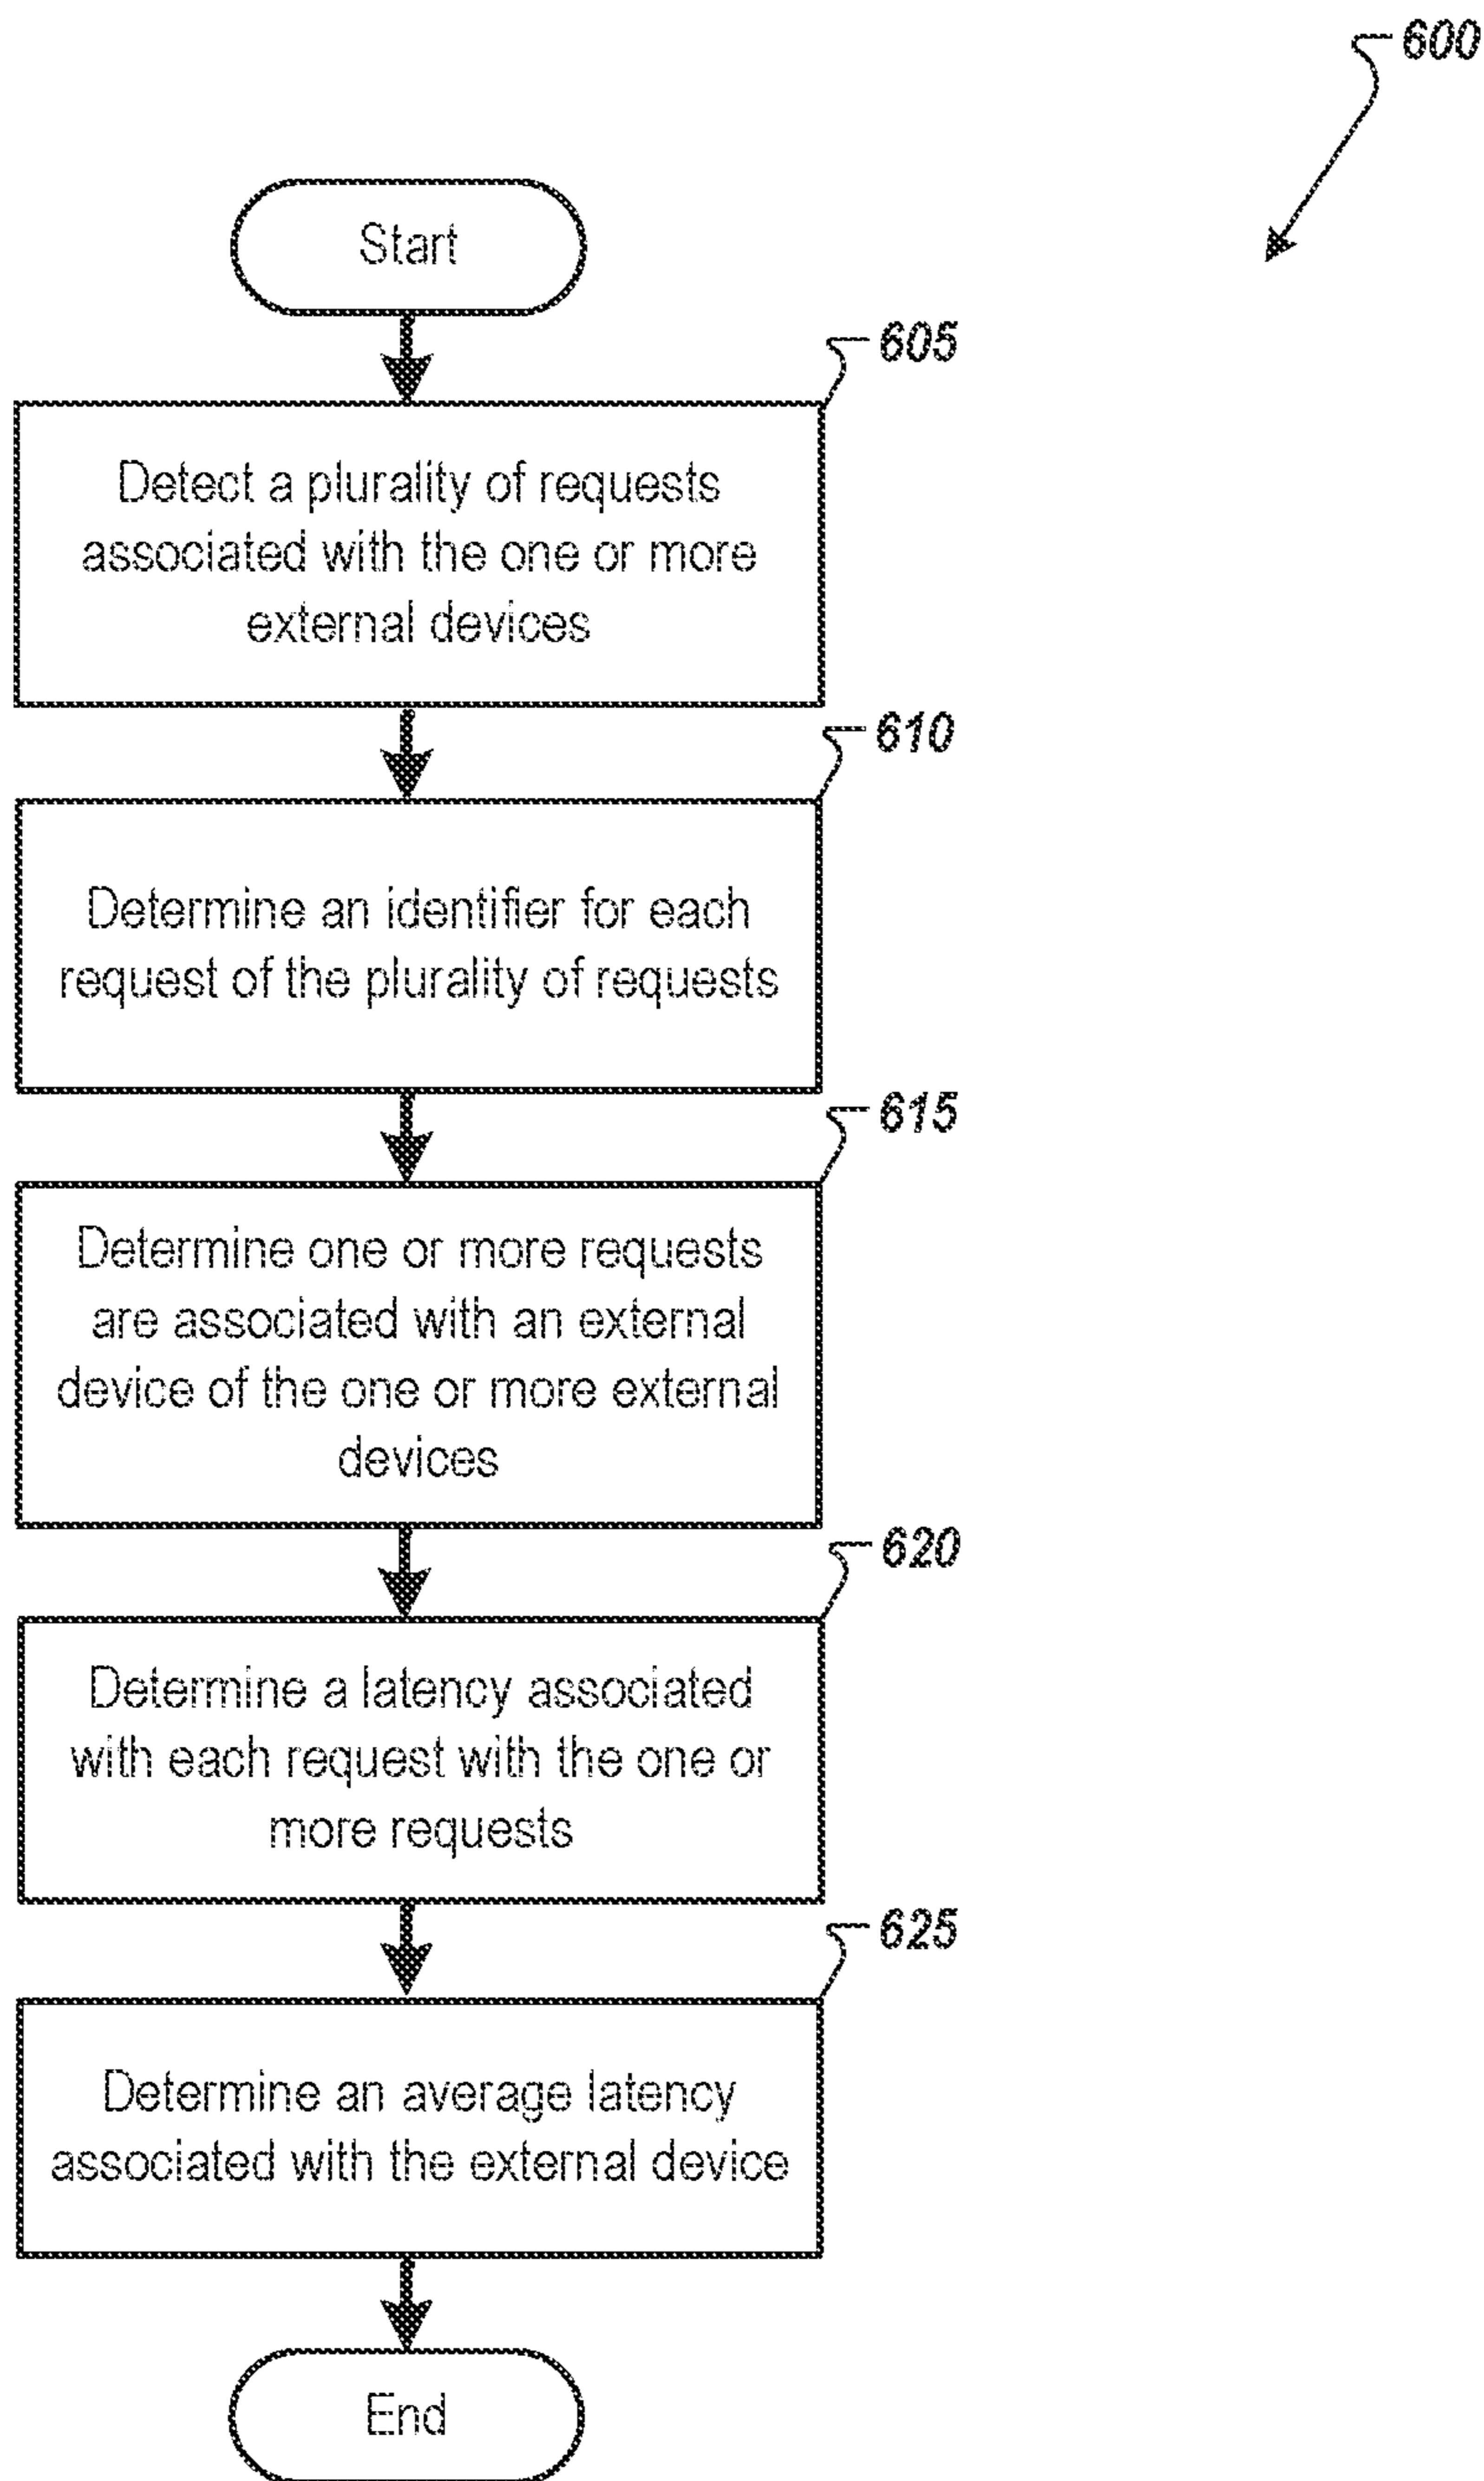 600
Start
605
Detect a plurality of requests
associated with the one or more
external devices
610
Determine an identifier for each
request of the plurality of requests
615
Determine one or more requests
are associated with an external
device of the one or more external
devices
620
Determine a latency associated
with each request with the one or
more requests
625
Determine an average latency
associated with the external device
End